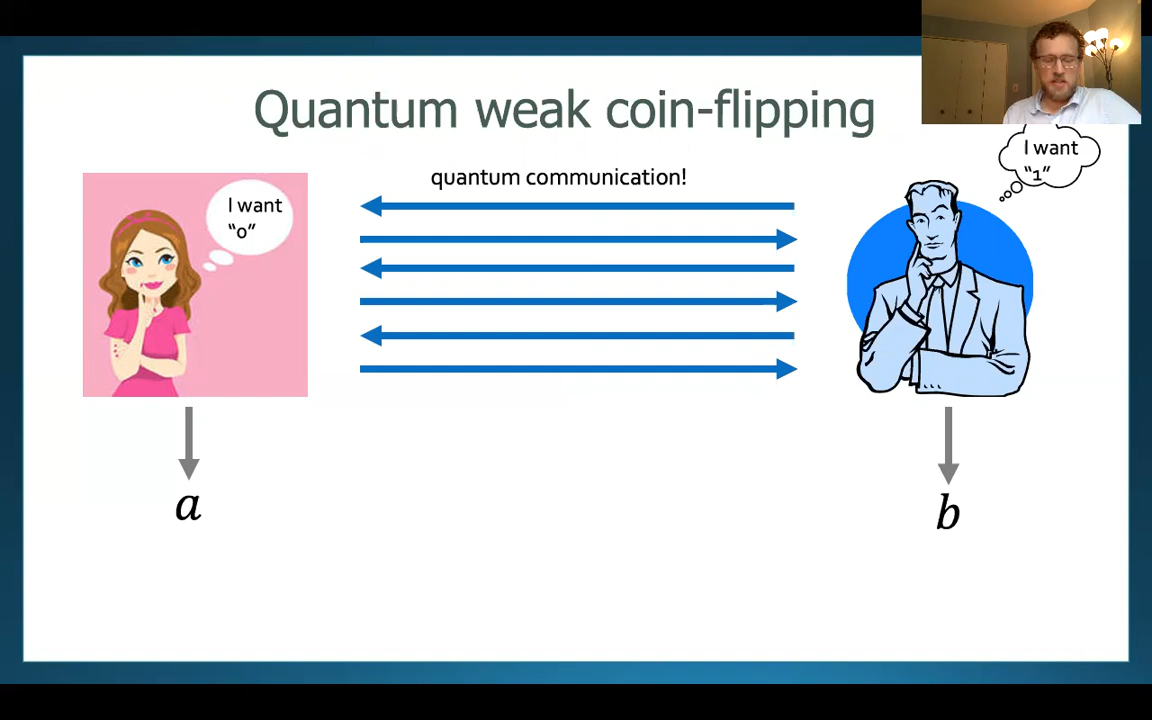 Quantum weak coin-flipping
I want
“1”
quantum communication!
I want
“0”
a
b